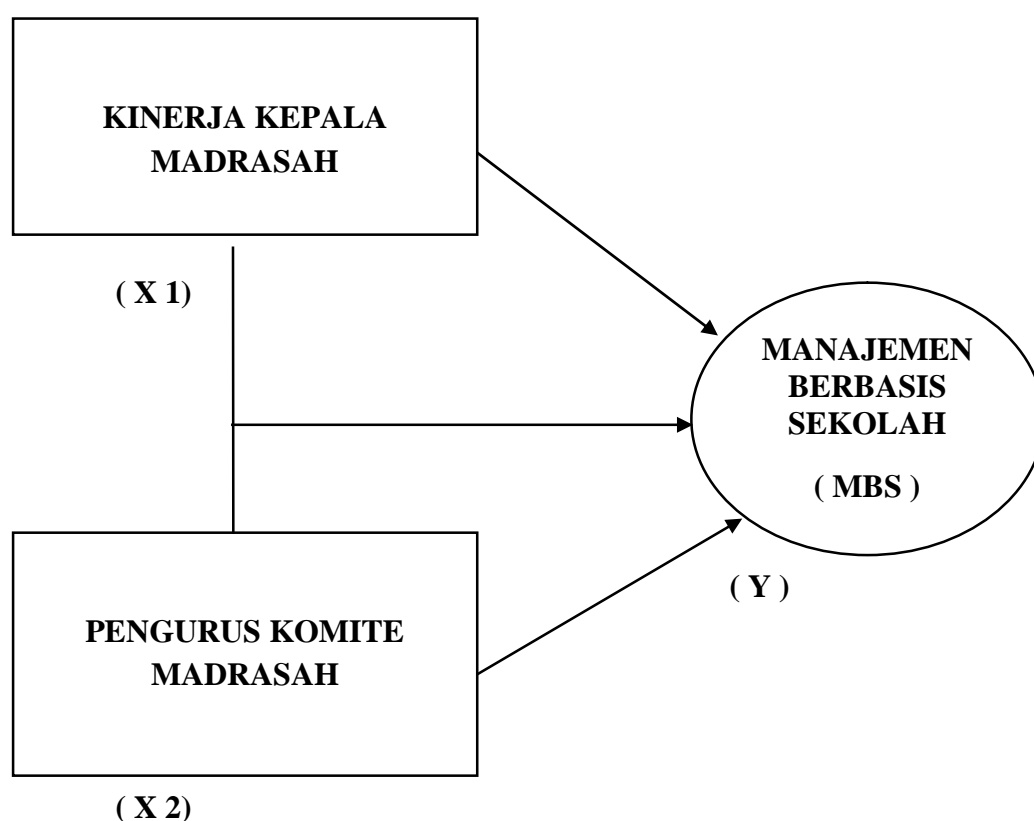 KINERJA KEPALA
MADRASAH
( X 1)
MANAJEMEN
BERBASIS
SEKOLAH
( MBS )
( Y )
PENGURUS KOMITE
MADRASAH
( X 2)